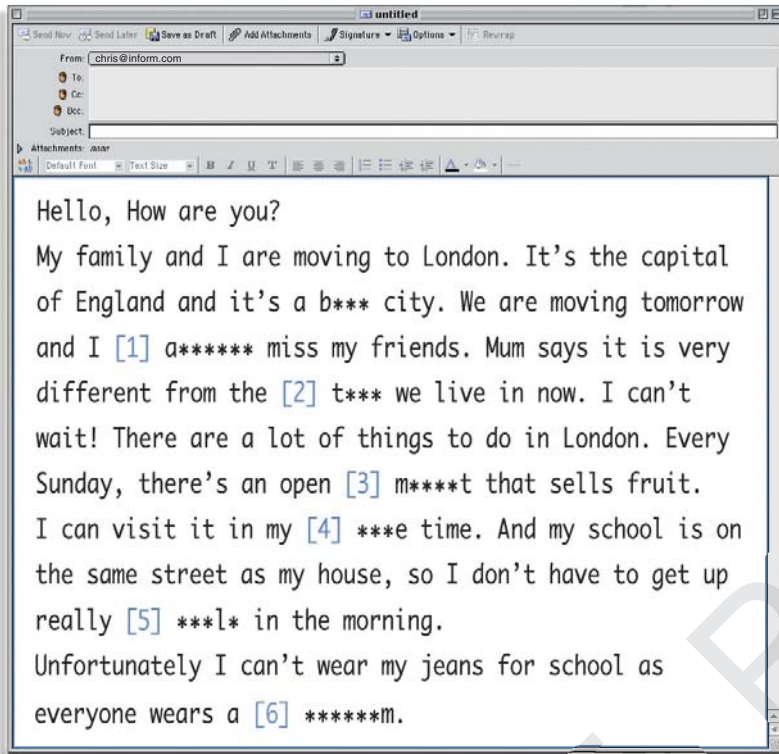 untitled
Send Now Send Later Save as Draft Add Attachments Signature Options Rewrap
From: chris@inform.com
To:
Cc:
Bcc:
Subject:
Attachments: none
Default Font Text Size B I U T A
Hello, How are you?
My family and I are moving to London. It's the capital
of England and it's a b*** city. We are moving tomorrow
and I [1] a****** miss my friends. Mum says it is very
different from the [2] t*** we live in now. I can't
wait! There are a lot of things to do in London. Every
Sunday, there's an open [3] m****t that sells fruit.
I can visit it in my [4] ***e time. And my school is on
the same street as my house, so I don't have to get up
really [5] ***l* in the morning.
Unfortunately I can't wear my jeans for school as
everyone wears a [6] ******m.